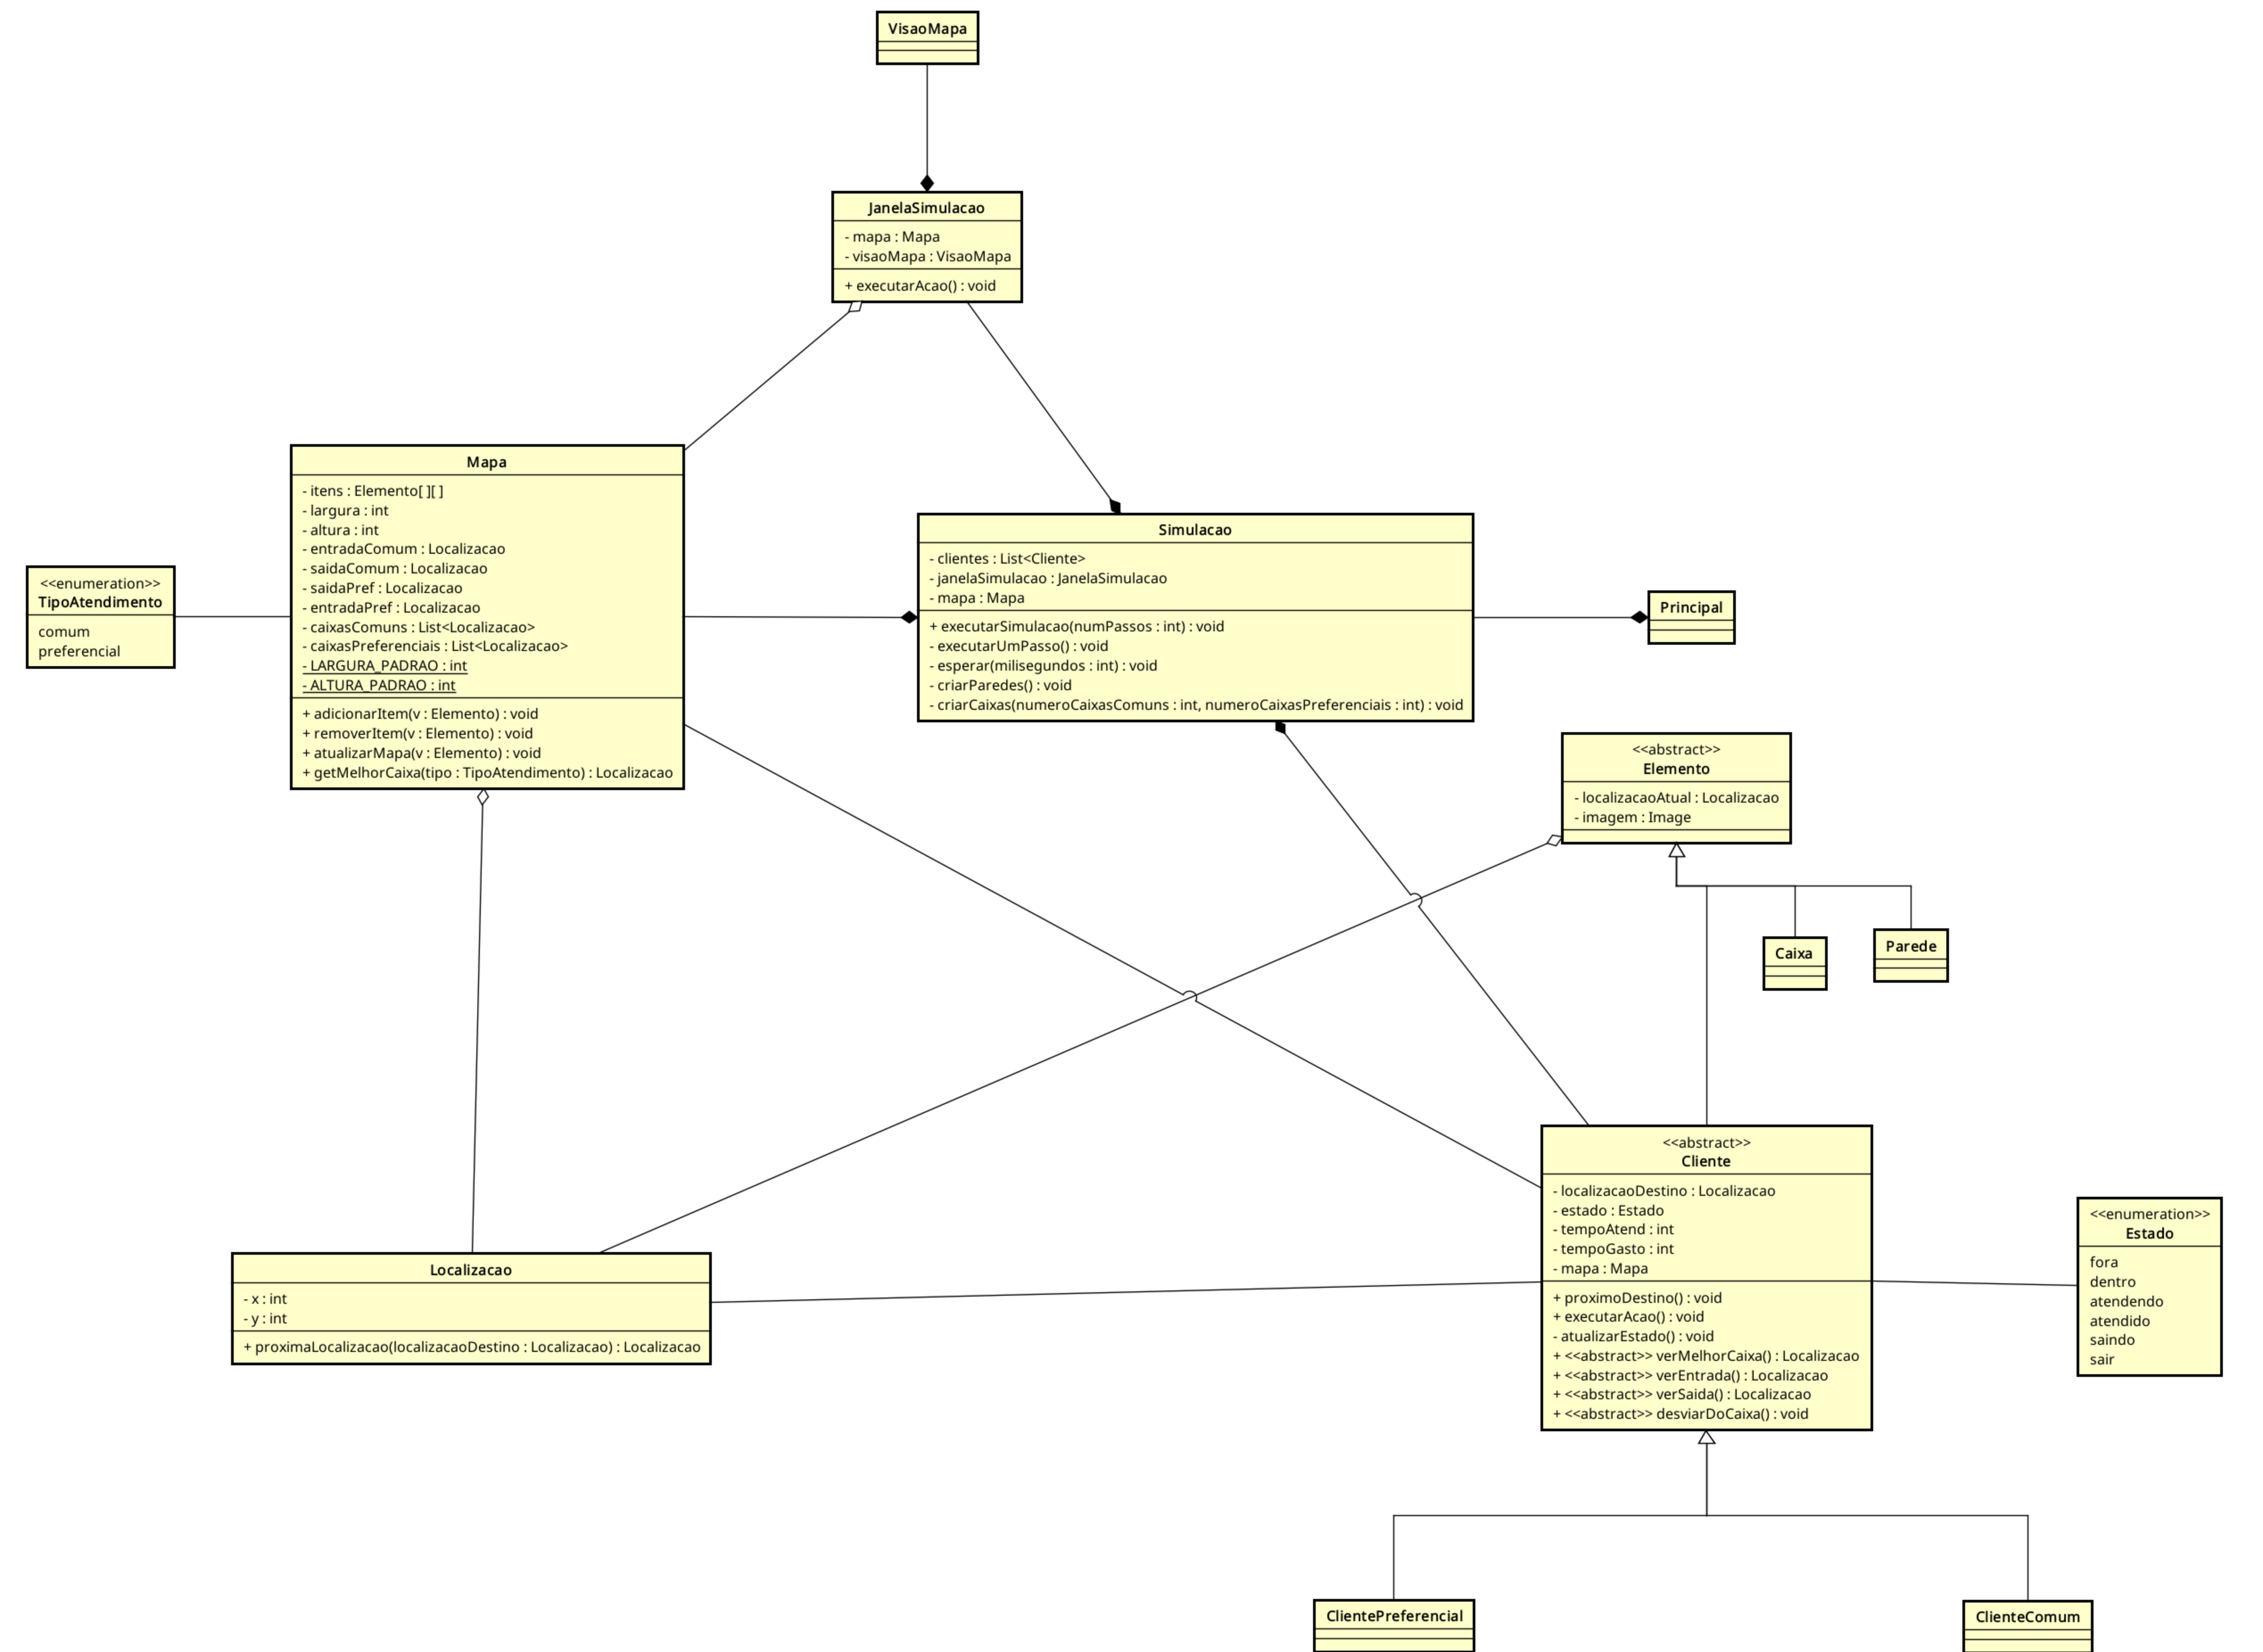 VisaoMapa
JanelaSimulacao
- mapa : Mapa
- visaoMapa : VisaoMapa
+ executarAcao() : void
Mapa
- itens : Elemento[ ][ ]
- largura : int
- altura : int
- entradaComum : Localizacao
- saidaComum : Localizacao
- saidaPref : Localizacao
- entradaPref : Localizacao
- caixasComuns : List<Localizacao>
- caixasPreferenciais : List<Localizacao>
- LARGURA_PADRAO : int
- ALTURA_PADRAO : int
+ adicionarItem(v : Elemento) : void
+ removerItem(v : Elemento) : void
+ atualizarMapa(v : Elemento) : void
+ getMelhorCaixa(tipo : TipoAtendimento) : Localizacao
<<enumeration>>
TipoAtendimento
comum
preferencial
Simulacao
- clientes : List<Cliente>
- janelaSimulacao : JanelaSimulacao
- mapa : Mapa
+ executarSimulacao(numPassos : int) : void
- executarUmPasso() : void
- esperar(milisegundos : int) : void
- criarParedes() : void
- criarCaixas(numeroCaixasComuns : int, numeroCaixasPreferenciais : int) : void
Principal
<<abstract>>
Elemento
- localizacaoAtual : Localizacao
- imagem : Image
Caixa
Parede
<<abstract>>
Cliente
- localizacaoDestino : Localizacao
- estado : Estado
- tempoAtend : int
- tempoGasto : int
- mapa : Mapa
+ proximoDestino() : void
+ executarAcao() : void
- atualizarEstado() : void
+ <<abstract>> verMelhorCaixa() : Localizacao
+ <<abstract>> verEntrada() : Localizacao
+ <<abstract>> verSaida() : Localizacao
+ <<abstract>> desviarDoCaixa() : void
<<enumeration>>
Estado
fora
dentro
atendendo
atendido
saindo
sair
Localizacao
- x : int
- y : int
+ proximaLocalizacao(localizacaoDestino : Localizacao) : Localizacao
ClientePreferencial
ClienteComum